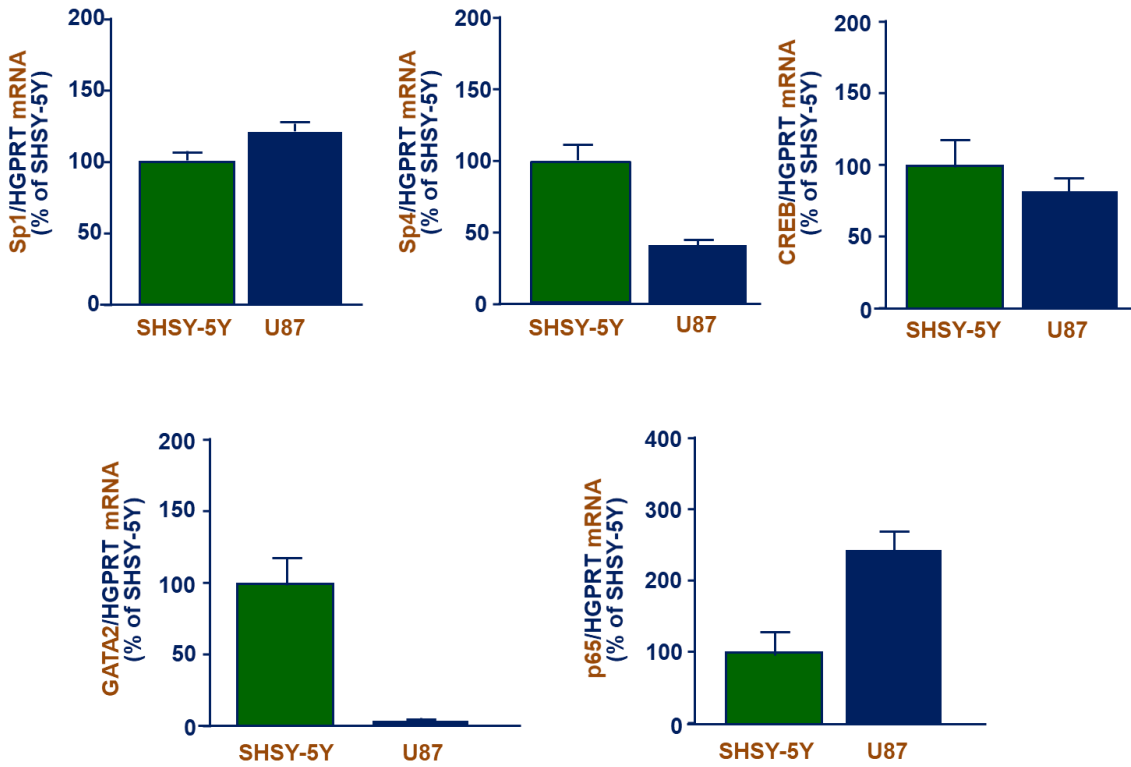 Sp1/HGPRT mRNA
(% of SHSY-5Y)
200
150
100
50
0
SHSY-5Y
U87
Sp4/HGPRT mRNA
(% of SHSY-5Y)
200
150
100
50
0
SHSY-5Y
U87
CREB/HGPRT mRNA
(% of SHSY-5Y)
200
150
100
50
0
SHSY-5Y
U87
GATA2/HGPRT mRNA
(% of SHSY-5Y)
200
150
100
50
0
SHSY-5Y
U87
p65/HGPRT mRNA
(% of SHSY-5Y)
400
300
200
100
0
SHSY-5Y
U87